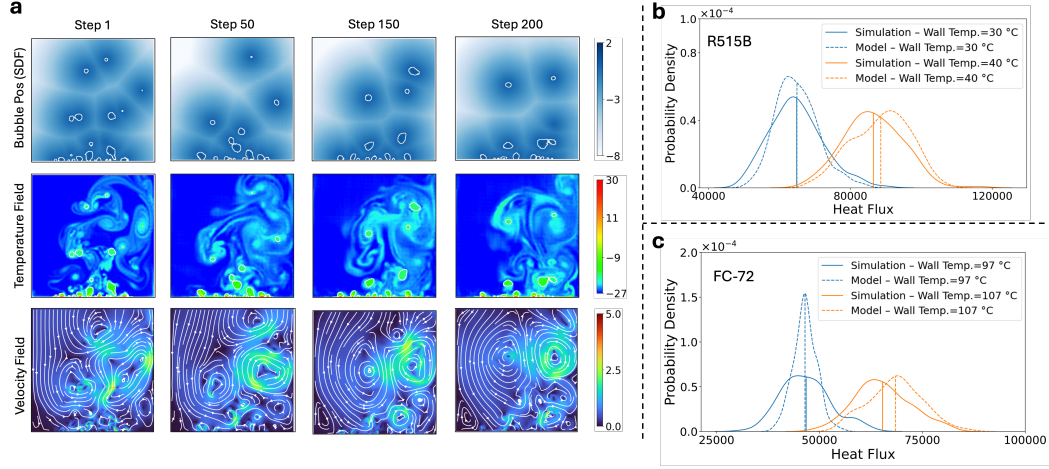 a
Step 1
Step 50
Step 150
Step 200
Bubble Pos (SDF)
2
−3
−8
Temperature Field
30
11
−9
−27
Velocity Field
5.0
2.5
0.0
b
×10⁻⁴
1.0
0.8
0.4
0.0
Probability Density
R515B
Simulation – Wall Temp.=30 °C
Model – Wall Temp.=30 °C
Simulation – Wall Temp.=40 °C
Model – Wall Temp.=40 °C
40000
80000
120000
Heat Flux
c
×10⁻⁴
2.0
1.5
1.0
0.5
0.0
Probability Density
FC-72
Simulation – Wall Temp.=97 °C
Model – Wall Temp.=97 °C
Simulation – Wall Temp.=107 °C
Model – Wall Temp.=107 °C
25000
50000
75000
100000
Heat Flux